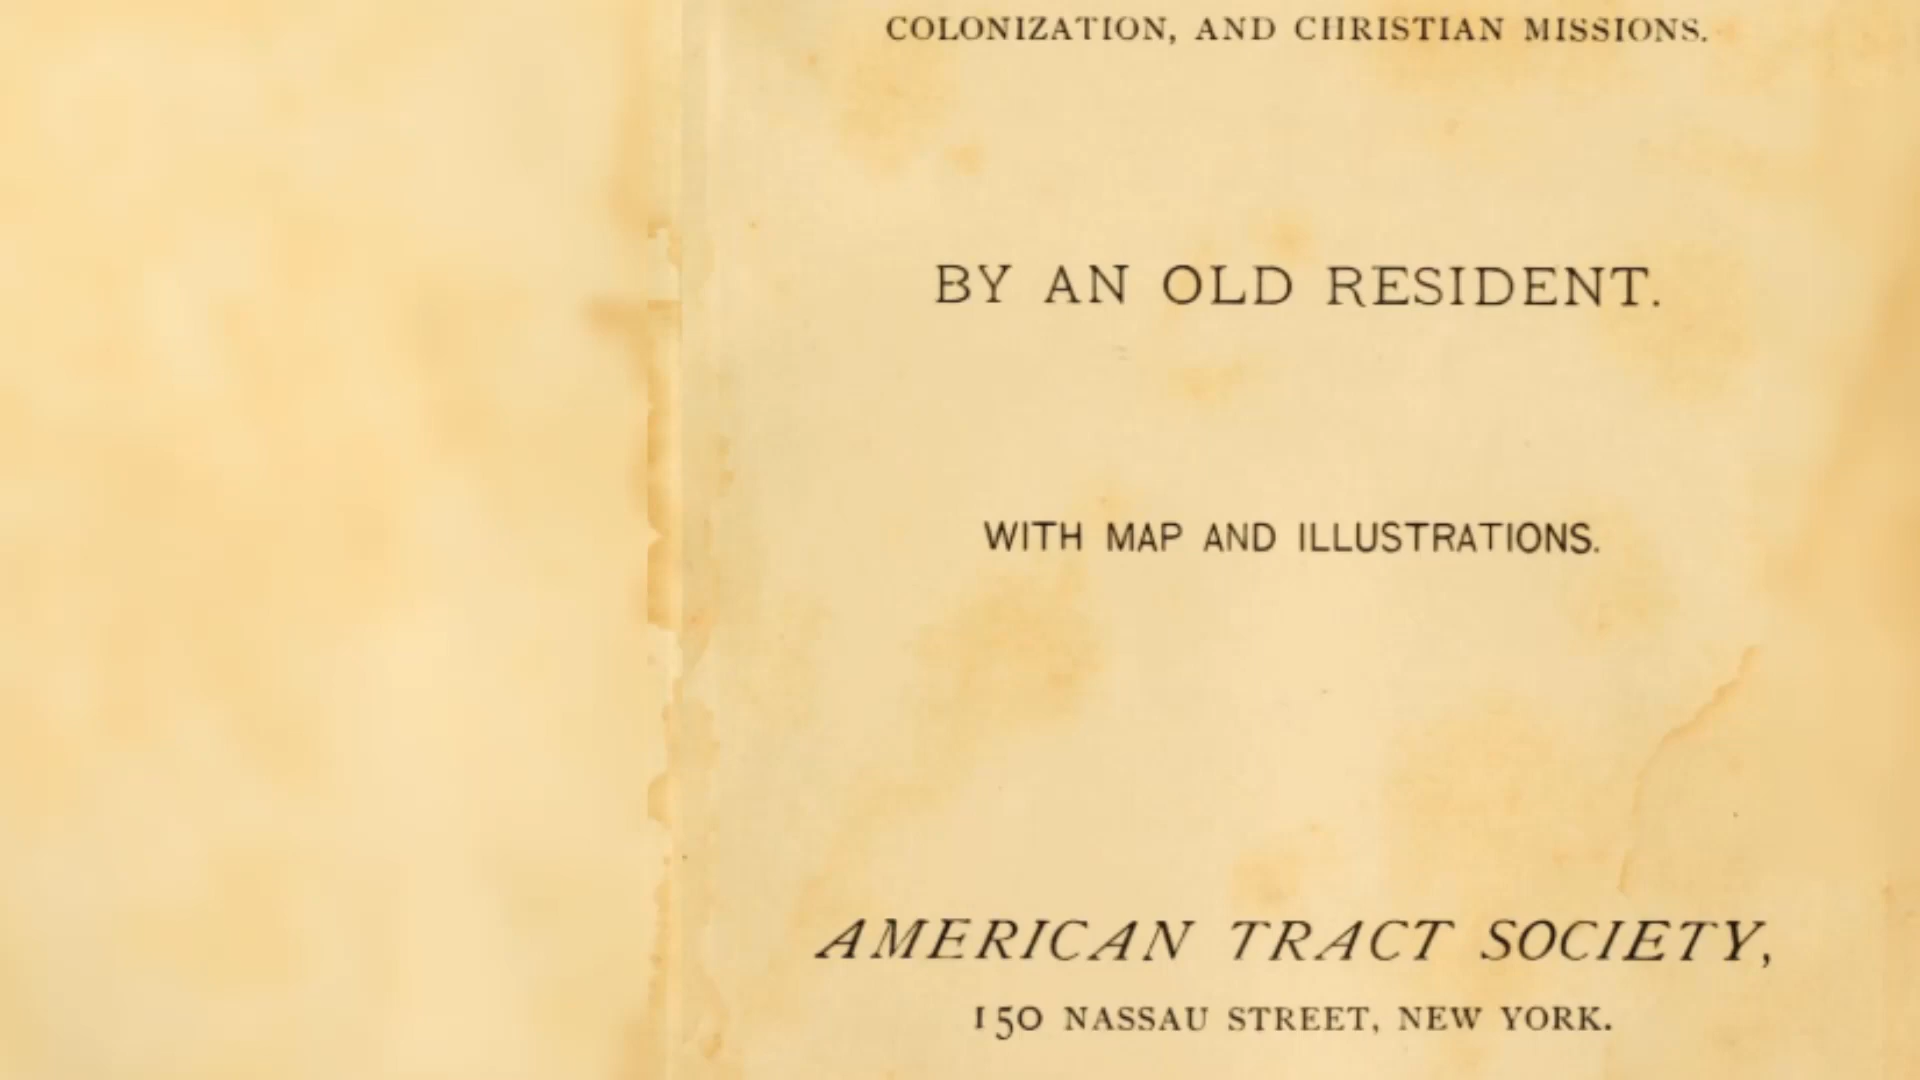 COLONIZATION, AND CHRISTIAN MISSIONS.
BY AN OLD RESIDENT.
WITH MAP AND ILLUSTRATIONS.
AMERICAN TRACT SOCIETY,
150 NASSAU STREET, NEW YORK.